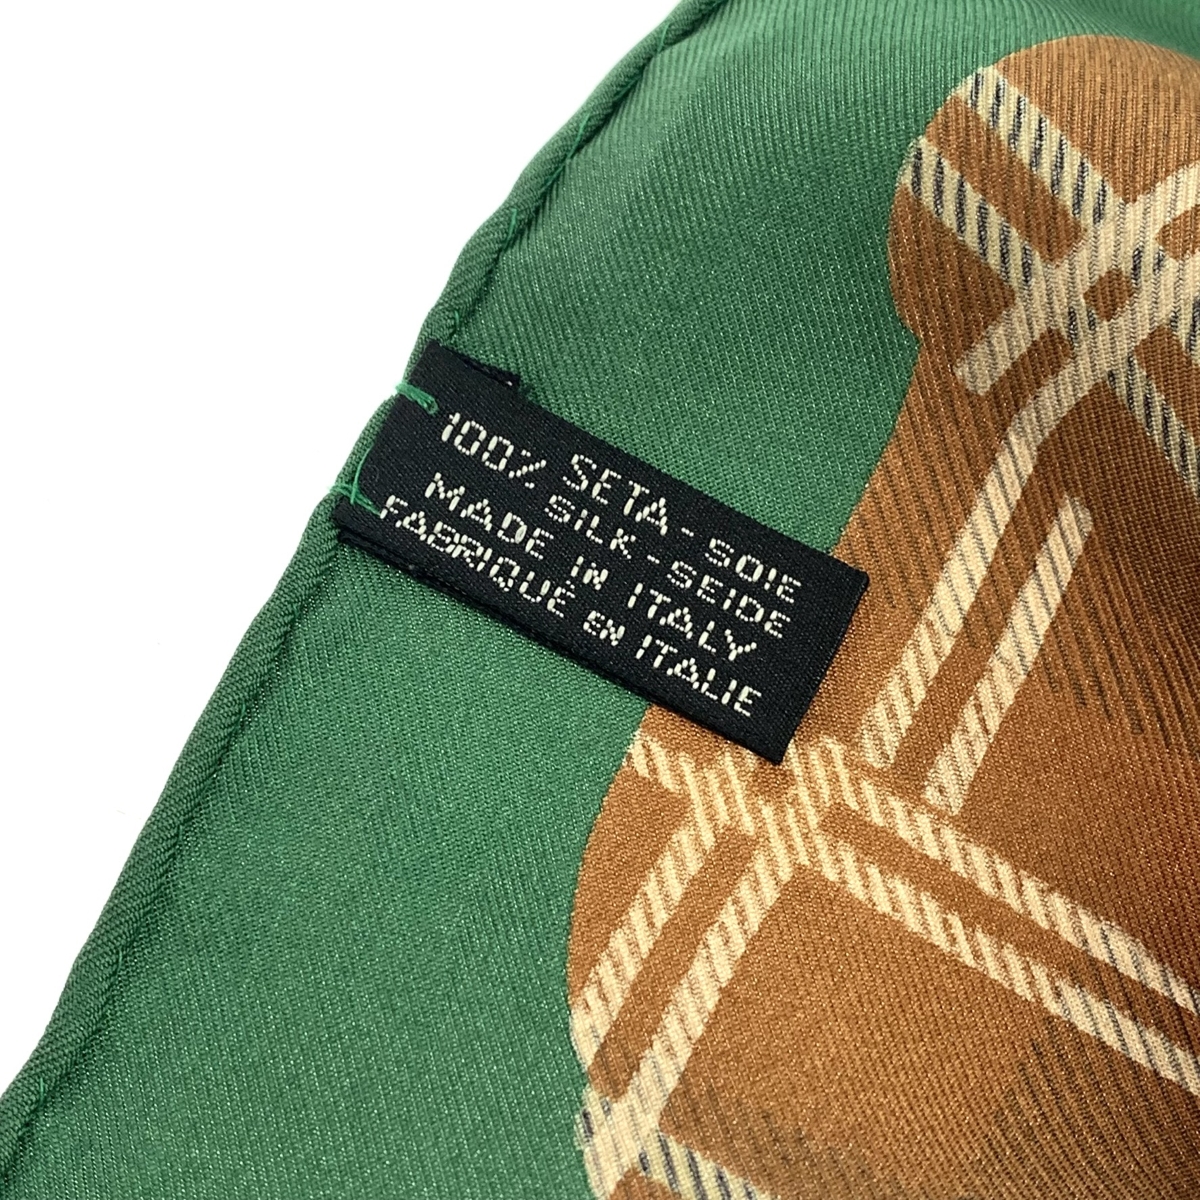 100% SETA-SOIE
SILK-SEIDE
MADE IN ITALY
FABRIQUÉ EN ITALIE